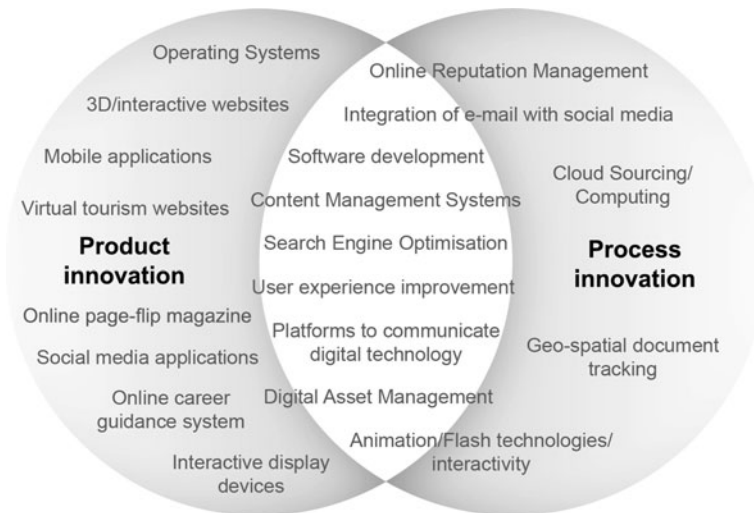 Operating Systems
Online Reputation Management
3D/interactive websites
Integration of e-mail with social media
Mobile applications
Software development
Cloud Sourcing/
Computing
Virtual tourism websites
Content Management Systems
Product
innovation
Search Engine Optimisation
Process
innovation
User experience improvement
Online page-flip magazine
Platforms to communicate
digital technology
Geo-spatial document
tracking
Social media applications
Online career
guidance system
Digital Asset Management
Animation/Flash technologies/
interactivity
Interactive display
devices